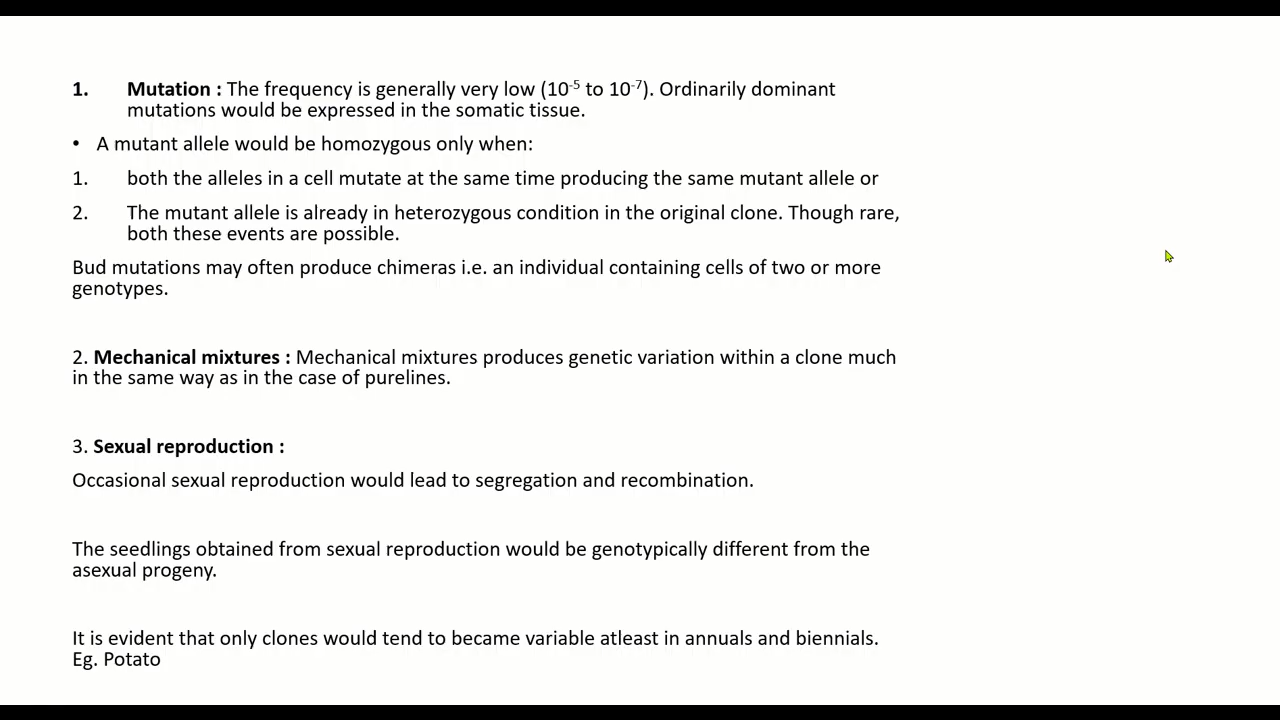 1. Mutation : The frequency is generally very low (10⁻⁵ to 10⁻⁷). Ordinarily dominant
mutations would be expressed in the somatic tissue.
• A mutant allele would be homozygous only when:
1. both the alleles in a cell mutate at the same time producing the same mutant allele or
2. The mutant allele is already in heterozygous condition in the original clone. Though rare,
both these events are possible.
Bud mutations may often produce chimeras i.e. an individual containing cells of two or more
genotypes.
2. Mechanical mixtures : Mechanical mixtures produces genetic variation within a clone much
in the same way as in the case of purelines.
3. Sexual reproduction :
Occasional sexual reproduction would lead to segregation and recombination.
The seedlings obtained from sexual reproduction would be genotypically different from the
asexual progeny.
It is evident that only clones would tend to became variable atleast in annuals and biennials.
Eg. Potato